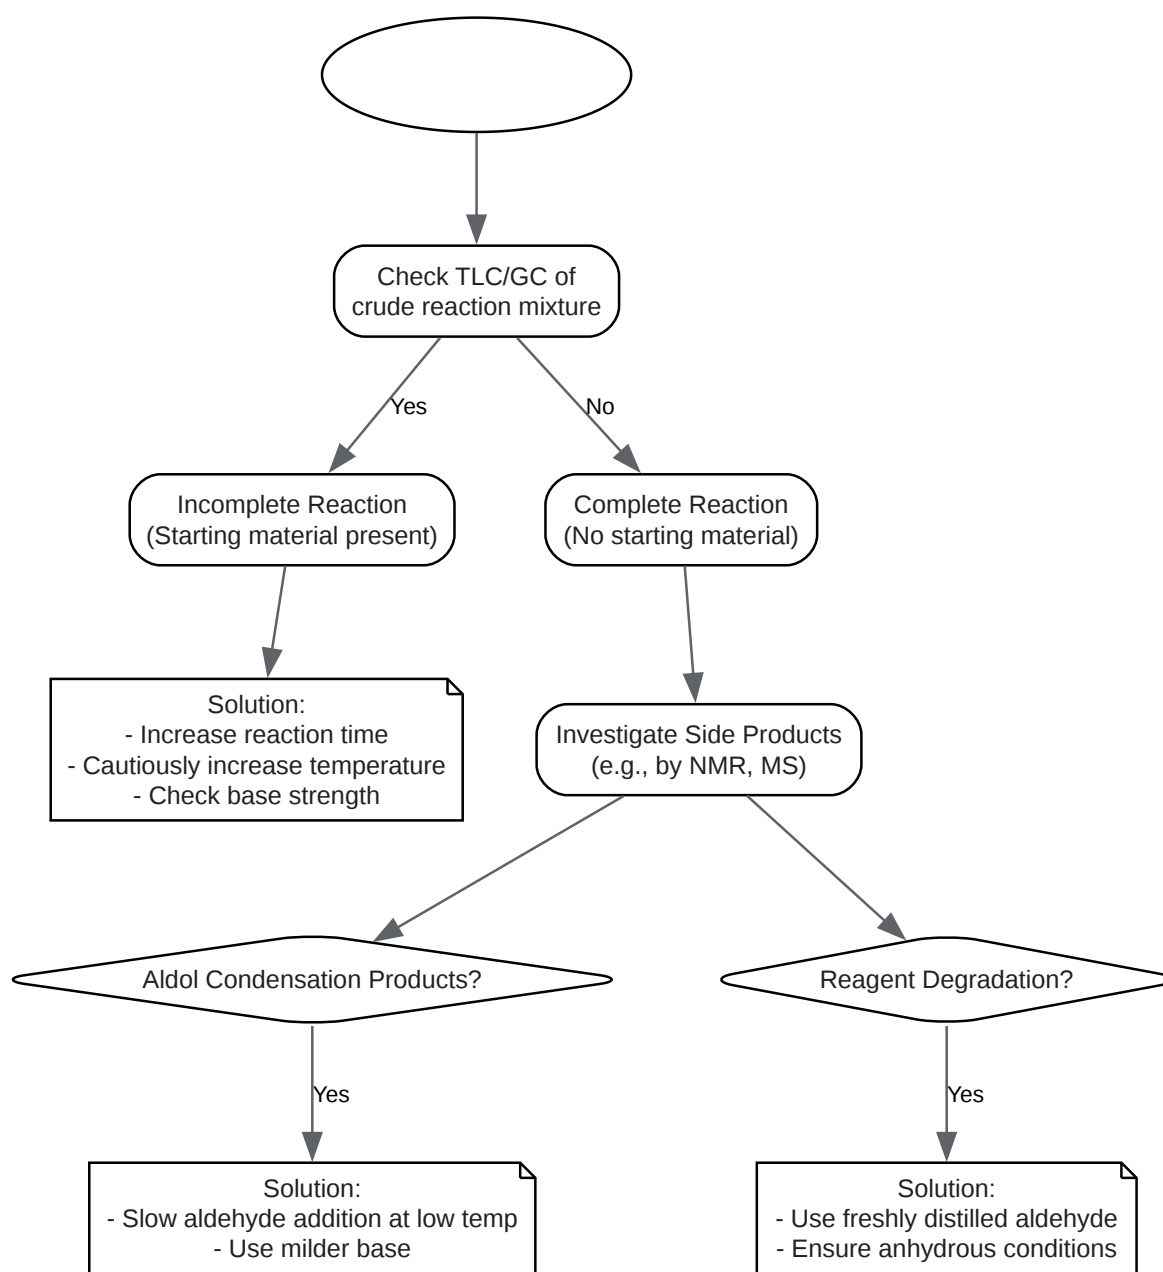 Check TLC/GC of
crude reaction mixture
Yes
No
Incomplete Reaction
(Starting material present)
Complete Reaction
(No starting material)
Solution:
- Increase reaction time
- Cautiously increase temperature
- Check base strength
Investigate Side Products
(e.g., by NMR, MS)
Aldol Condensation Products?
Reagent Degradation?
Yes
Yes
Solution:
- Slow aldehyde addition at low temp
- Use milder base
Solution:
- Use freshly distilled aldehyde
- Ensure anhydrous conditions